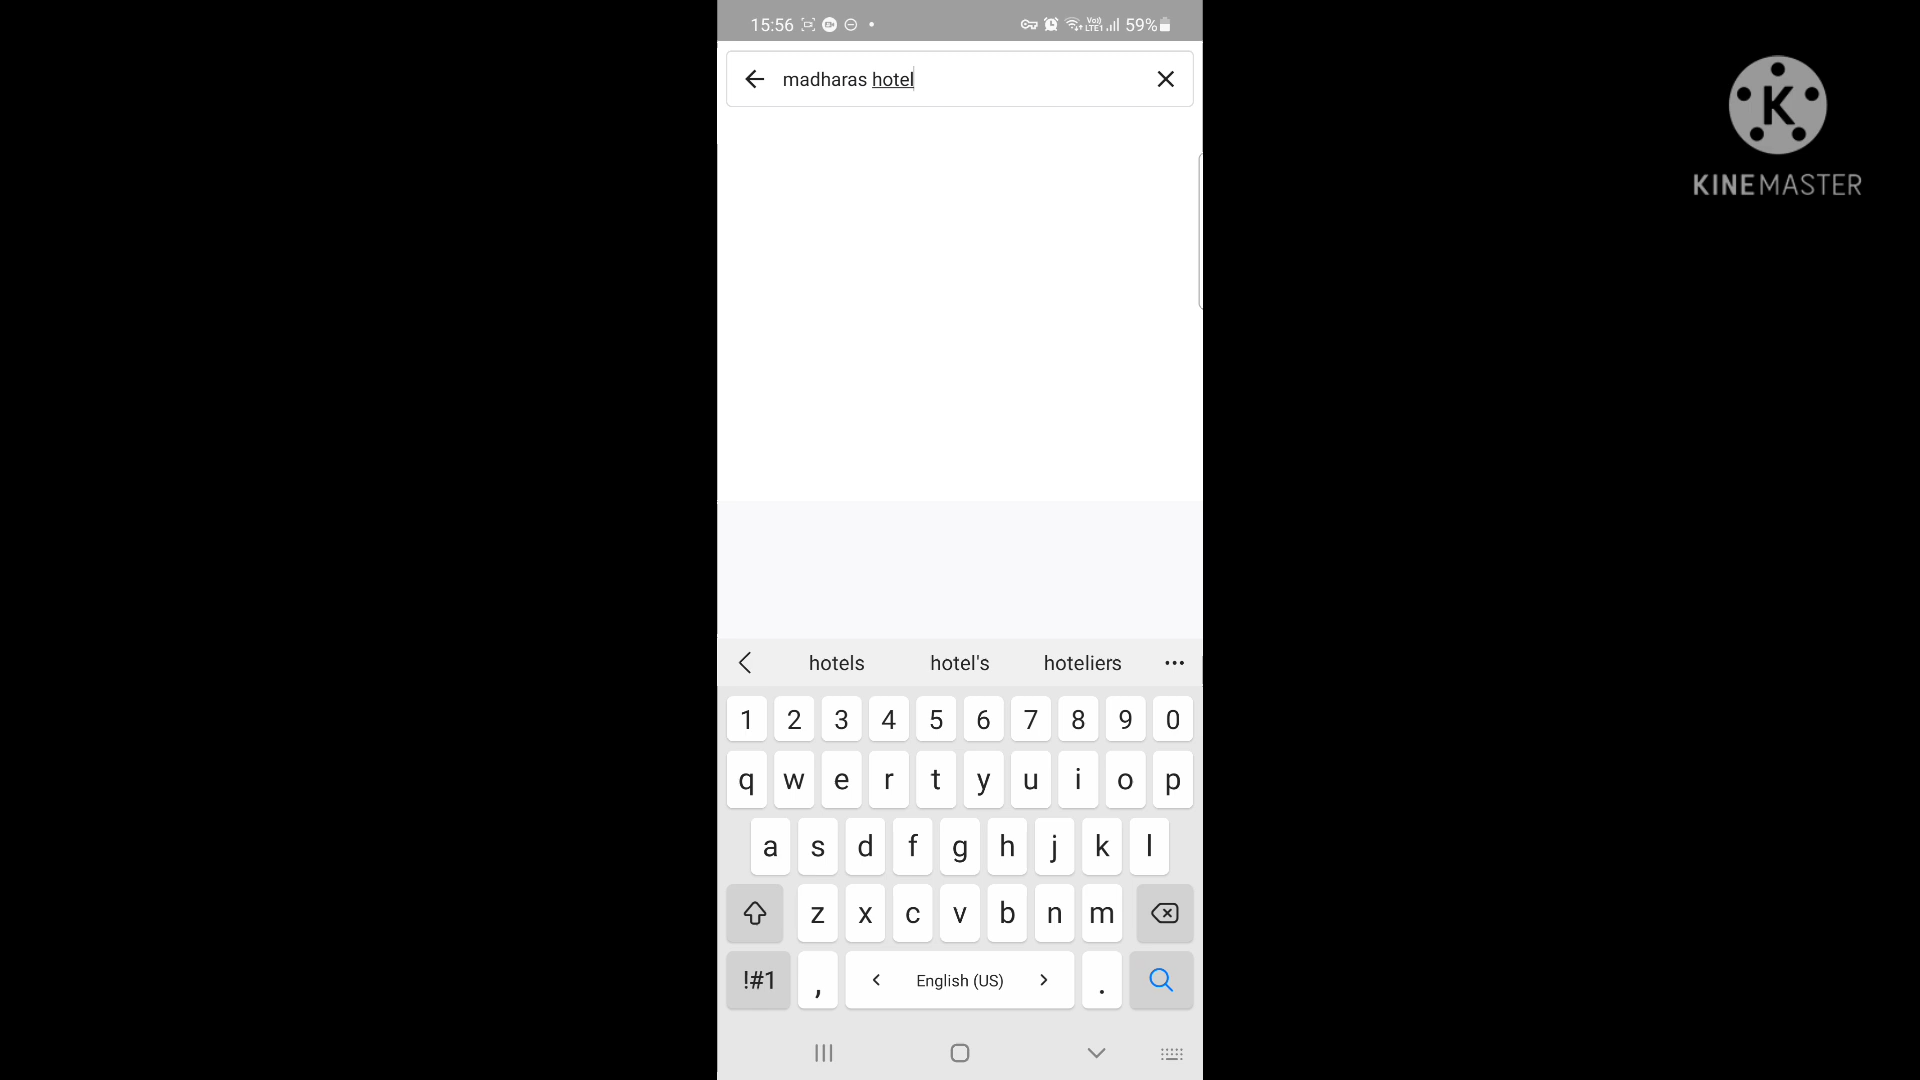 15:56 59%
madharas hotel
K
KINEMASTER
hotels hotel's hoteliers
1 2 3 4 5 6 7 8 9 0
q w e r t y u i o p
a s d f g h j k l
z x c v b n m
!#1 , English (US) .